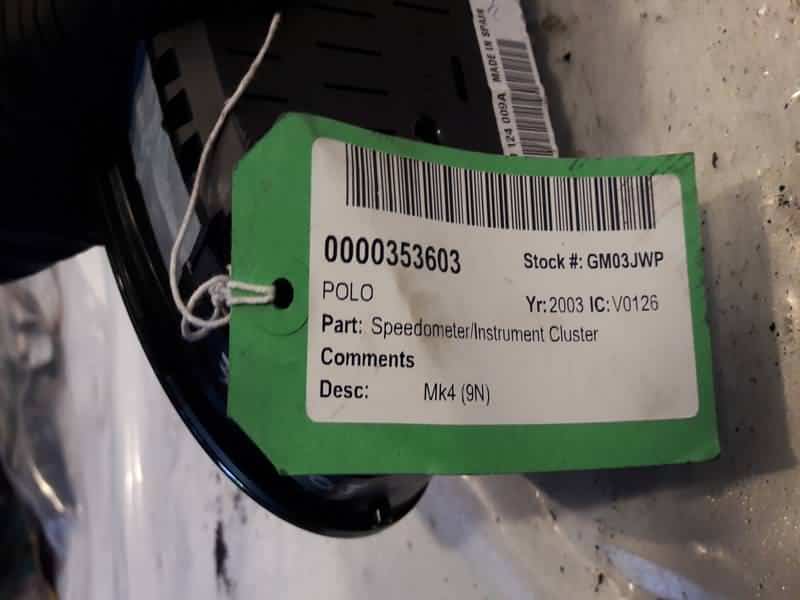 MADE IN SPAIN
124 009A
0000353603
Stock #: GM03JWP
POLO
Yr: 2003 IC: V0126
Part: Speedometer/Instrument Cluster
Comments
Desc: Mk4 (9N)